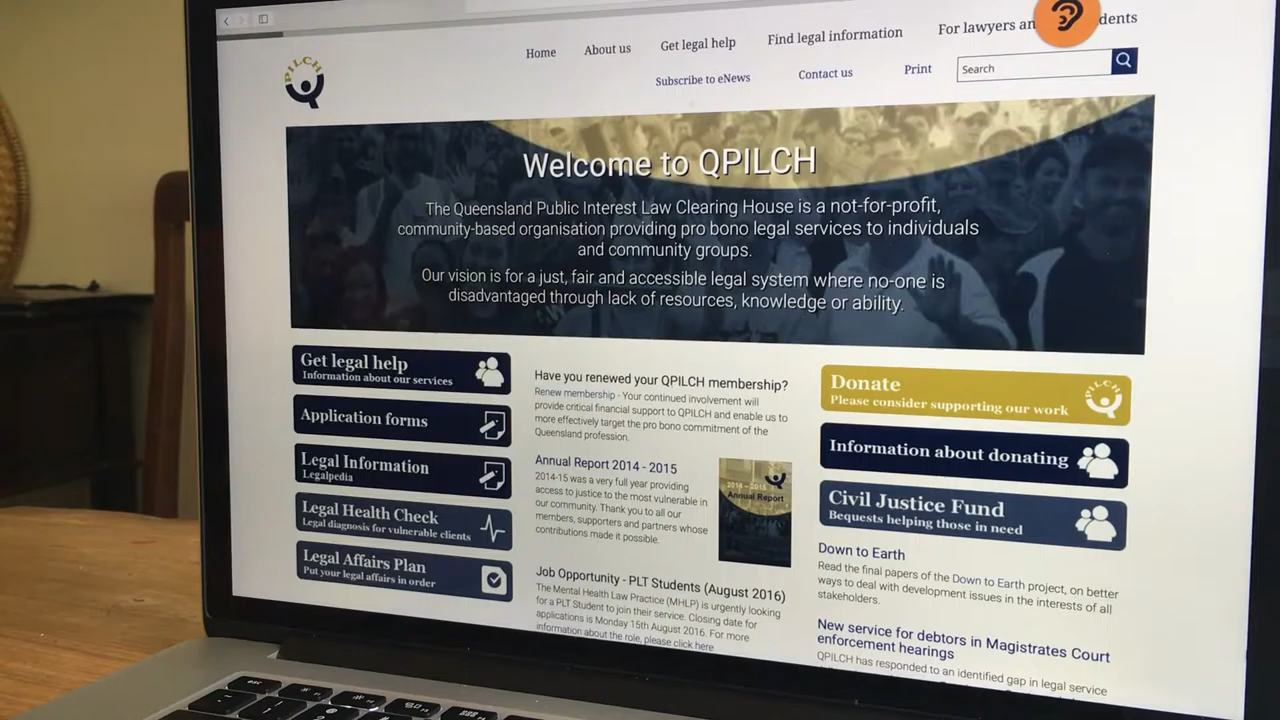 Home
About us
Get legal help
Find legal information
For lawyers an
dents
Subscribe to eNews
Contact us
Print
Search
PILCH
Welcome to QPILCH
The Queensland Public Interest Law Clearing House is a not-for-profit,
community-based organisation providing pro bono legal services to individuals
and community groups.
Our vision is for a just, fair and accessible legal system where no-one is
disadvantaged through lack of resources, knowledge or ability.
Get legal help
Information about our services
Application forms
Legal Information
Legalpedia
Legal Health Check
Legal diagnosis for vulnerable clients
Legal Affairs Plan
Put your legal affairs in order
Have you renewed your QPILCH membership?
Renew membership - Your continued involvement will
provide critical financial support to QPILCH and enable us to
more effectively target the pro bono commitment of the
Queensland profession.
Annual Report 2014 - 2015
2014-15 was a very full year providing
access to justice to the most vulnerable in
our community. Thank you to all our
members, supporters and partners whose
contributions made it possible.
2014 – 2015
Annual Report
Job Opportunity - PLT Students (August 2016)
The Mental Health Law Practice (MHLP) is urgently looking
for a PLT Student to join their service. Closing date for
applications is Monday 15th August 2016. For more
information about the role, please click here
Donate
Please consider supporting our work
PILCH
Information about donating
Civil Justice Fund
Bequests helping those in need
Down to Earth
Read the final papers of the Down to Earth project, on better
ways to deal with development issues in the interests of all
stakeholders.
New service for debtors in Magistrates Court
enforcement hearings
QPILCH has responded to an identified gap in legal service
esc